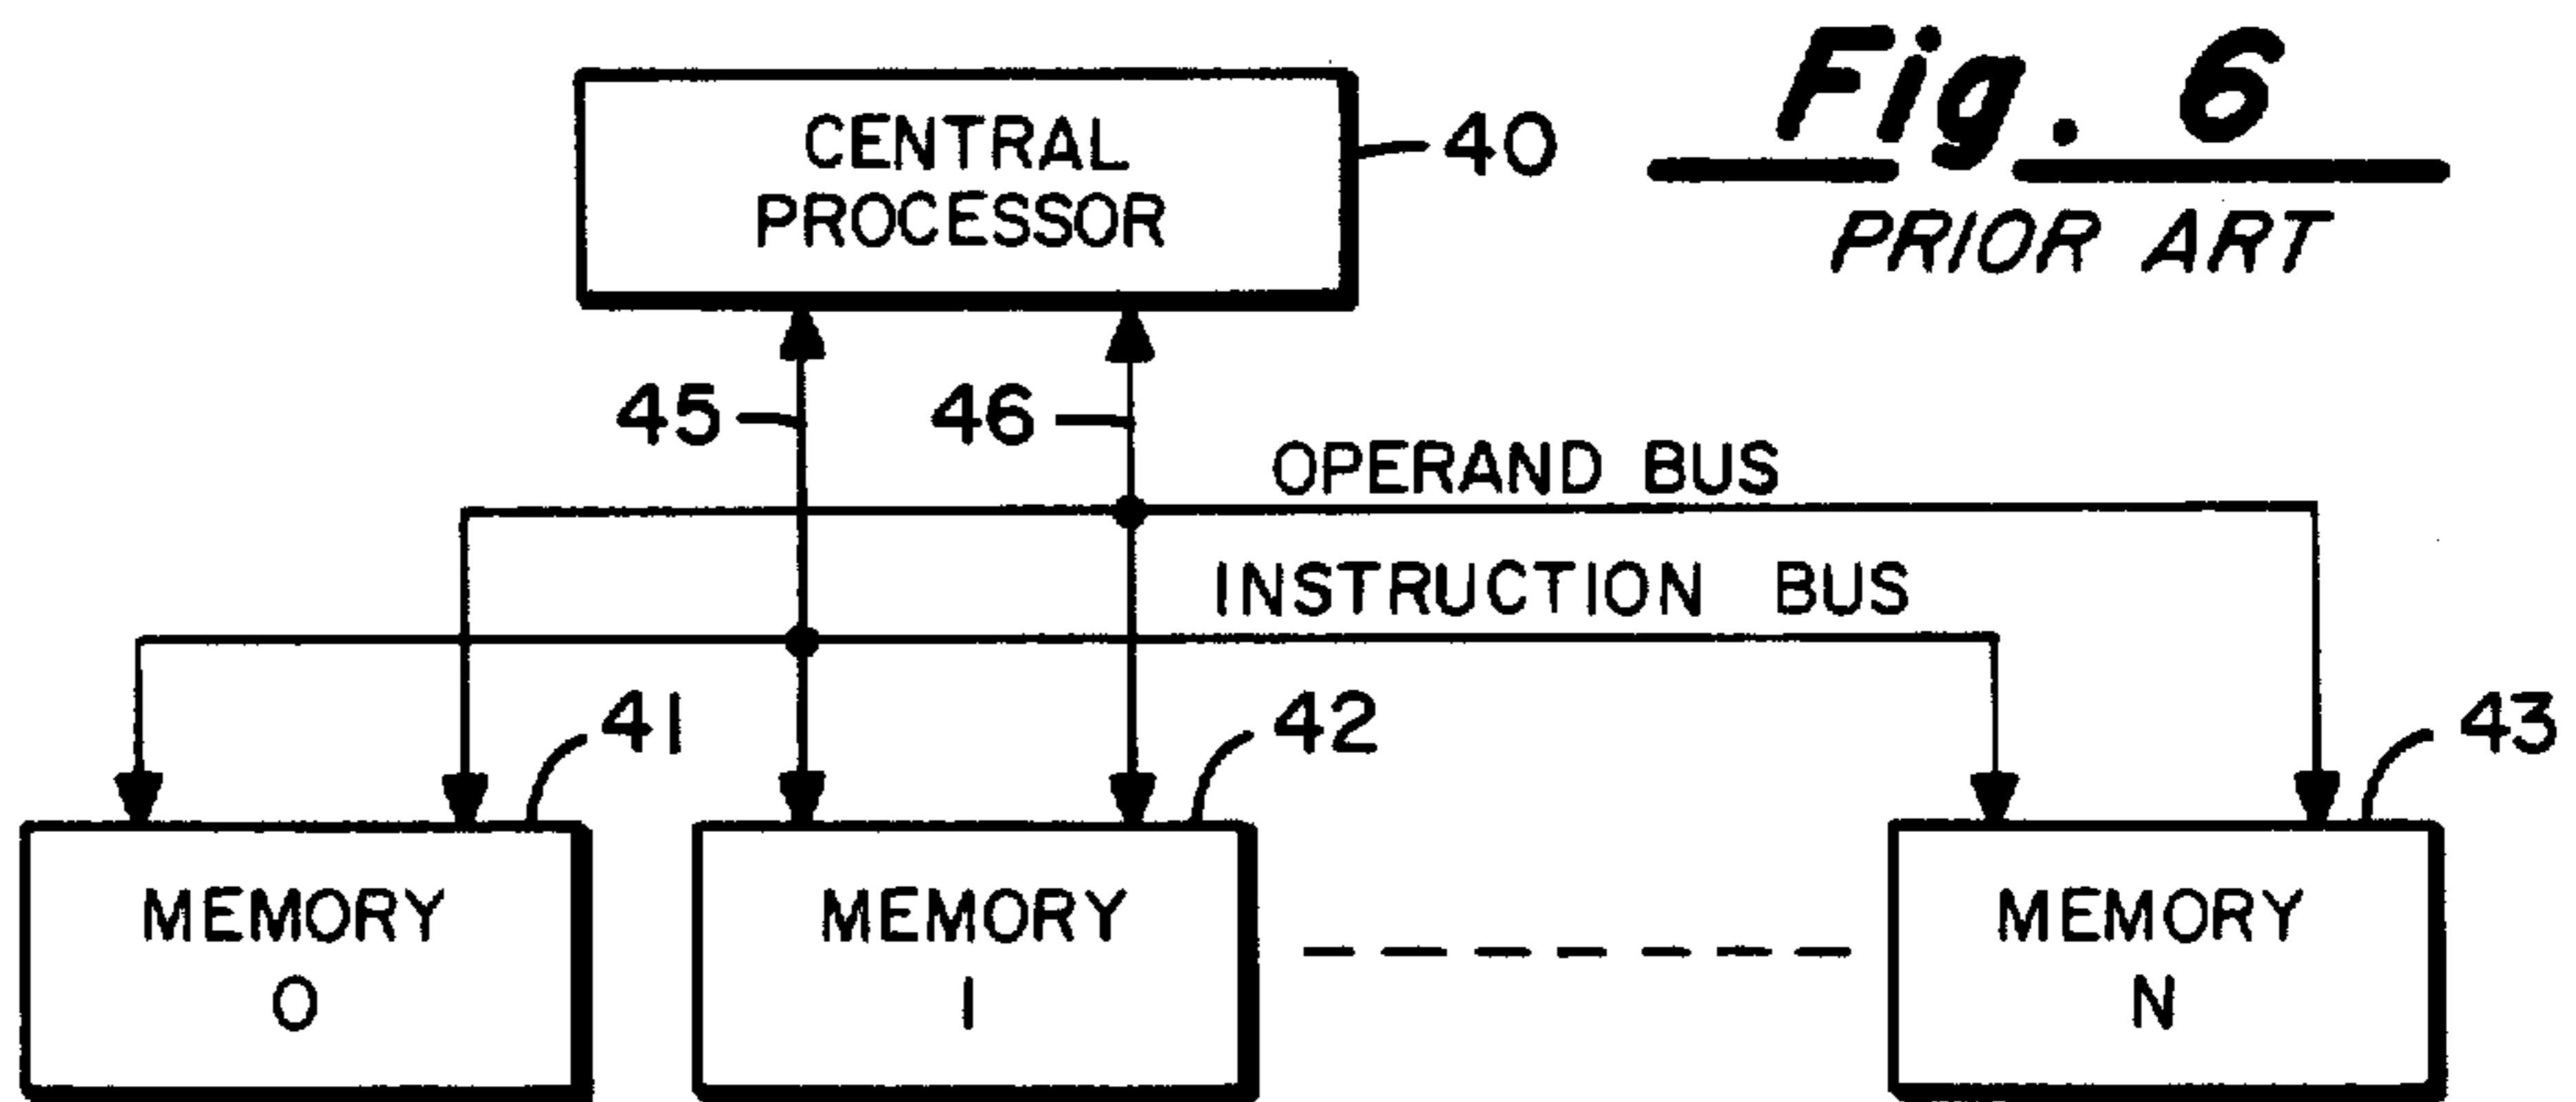 Fig. 6
PRIOR ART
CENTRAL
PROCESSOR
40
45
46
OPERAND BUS
INSTRUCTION BUS
41
42
43
MEMORY
0
MEMORY
1
MEMORY
N